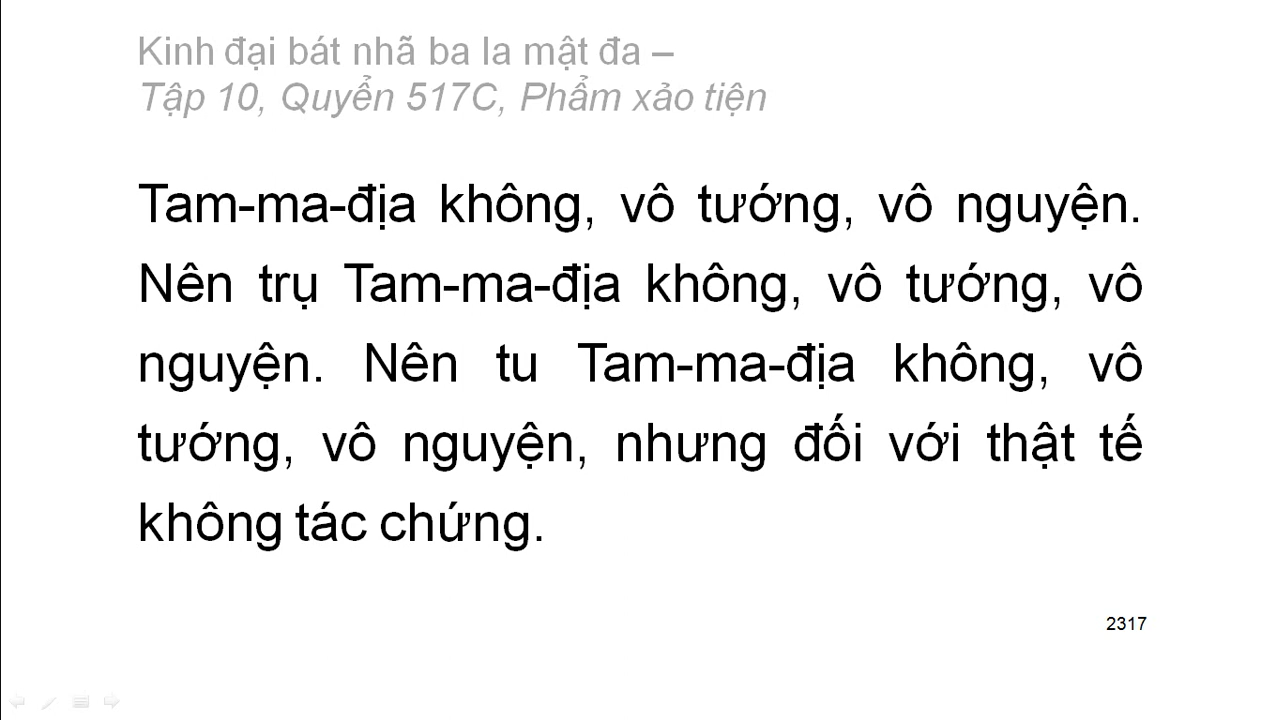 Kinh đại bát nhã ba la mật đa –
Tập 10, Quyển 517C, Phẩm xảo tiện
Tam-ma-địa không, vô tướng, vô nguyện.
Nên trụ Tam-ma-địa không, vô tướng, vô
nguyện. Nên tu Tam-ma-địa không, vô
tướng, vô nguyện, nhưng đối với thật tế
không tác chứng.
2317